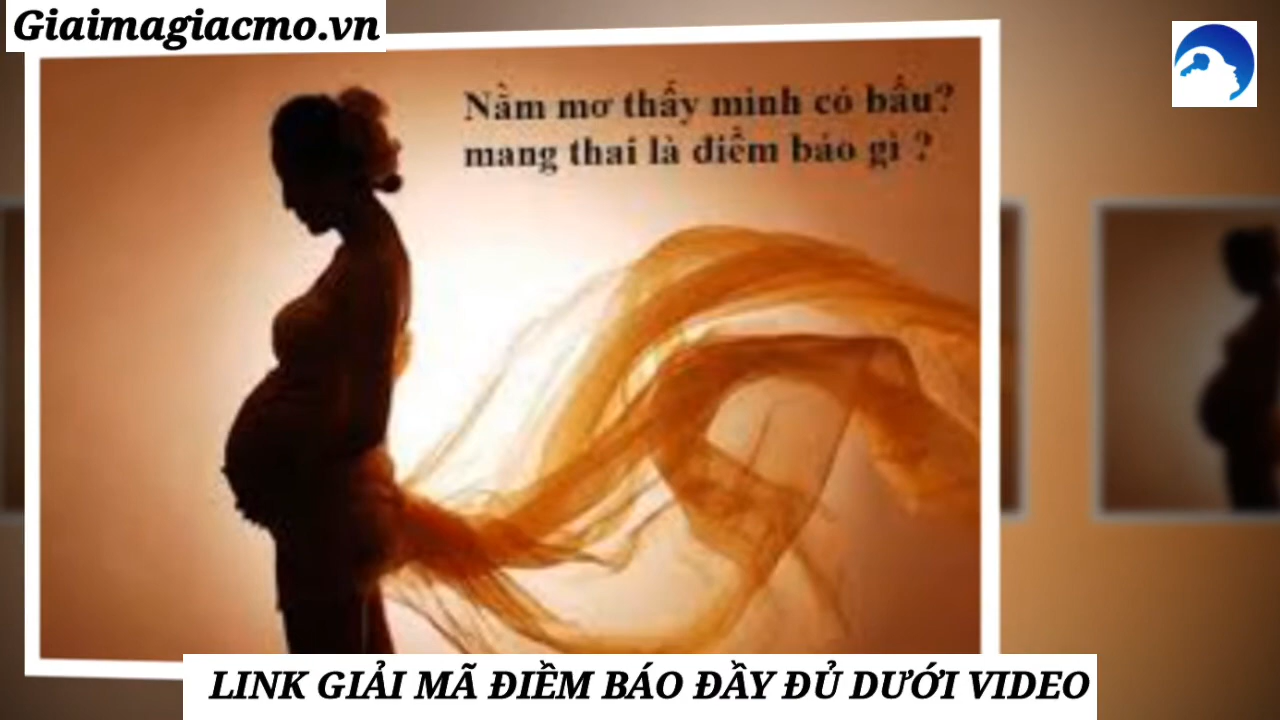 Giaimagiacmo.vn
Nằm mơ thấy mình có bầu?
mang thai là điềm báo gì ?
LINK GIẢI MÃ ĐIỀM BÁO ĐẦY ĐỦ DƯỚI VIDEO